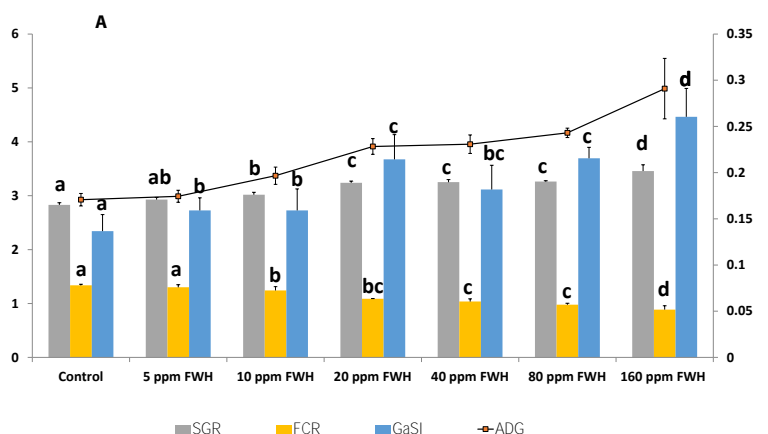 A
6
5
4
3
2
1
0
0.35
0.3
0.25
0.2
0.15
0.1
0.05
0
a a a
ab a b
b b b
c bc c
c c bc
c c c
d d d
Control 5 ppm FWH 10 ppm FWH 20 ppm FWH 40 ppm FWH 80 ppm FWH 160 ppm FWH
SGR FCR GaSI ADG